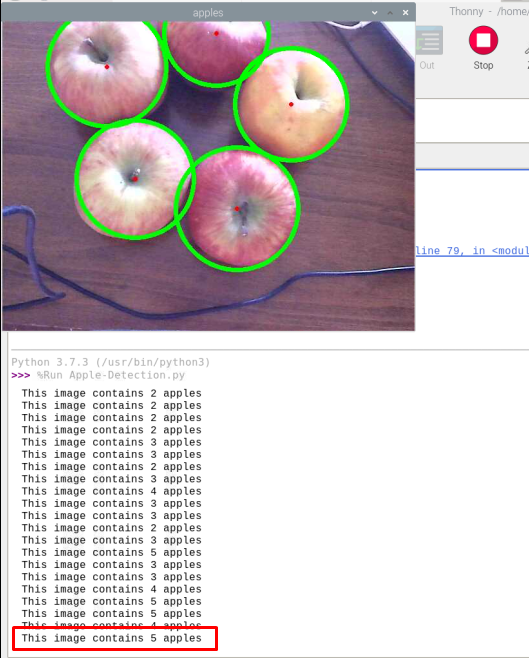 apples
Thonny - /home/
Out
Stop
line 79, in <modul
Python 3.7.3 (/usr/bin/python3)
>>> %Run Apple-Detection.py
This image contains 2 apples
This image contains 2 apples
This image contains 2 apples
This image contains 2 apples
This image contains 3 apples
This image contains 3 apples
This image contains 2 apples
This image contains 3 apples
This image contains 4 apples
This image contains 3 apples
This image contains 3 apples
This image contains 2 apples
This image contains 3 apples
This image contains 5 apples
This image contains 3 apples
This image contains 3 apples
This image contains 4 apples
This image contains 5 apples
This image contains 5 apples
This image contains 4 apples
This image contains 5 apples